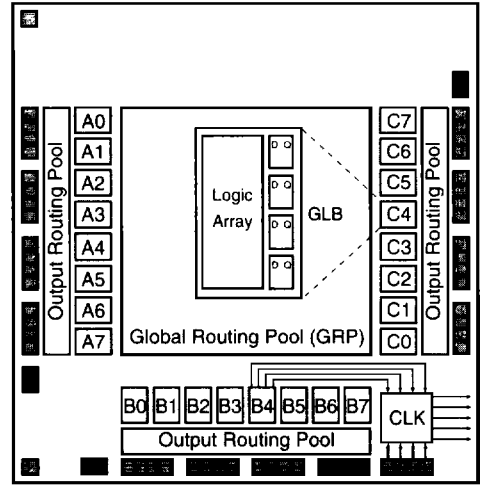 A0
A1
A2
A3
A4
A5
A6
A7
Output Routing Pool
Logic
Array
D Q
D Q
D Q
D Q
GLB
Global Routing Pool (GRP)
C7
C6
C5
C4
C3
C2
C1
C0
Output Routing Pool
B0 B1 B2 B3 B4 B5 B6 B7
Output Routing Pool
CLK